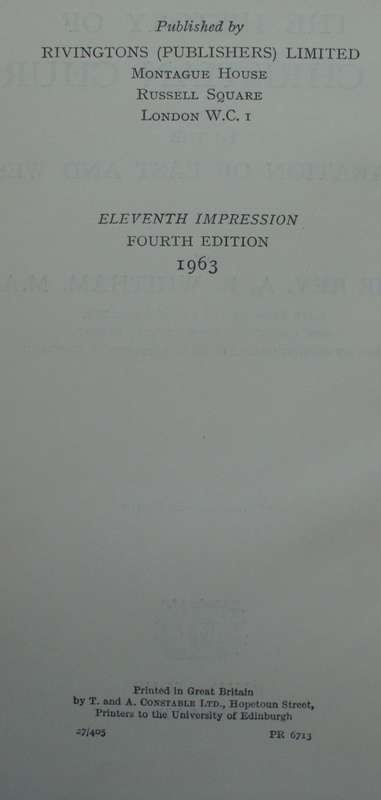 Published by
RIVINGTONS (PUBLISHERS) LIMITED
MONTAGUE HOUSE
RUSSELL SQUARE
LONDON W.C. 1
ELEVENTH IMPRESSION
FOURTH EDITION
1963
Printed in Great Britain
by T. and A. CONSTABLE LTD., Hopetoun Street,
Printers to the University of Edinburgh
27/405 PR 6713